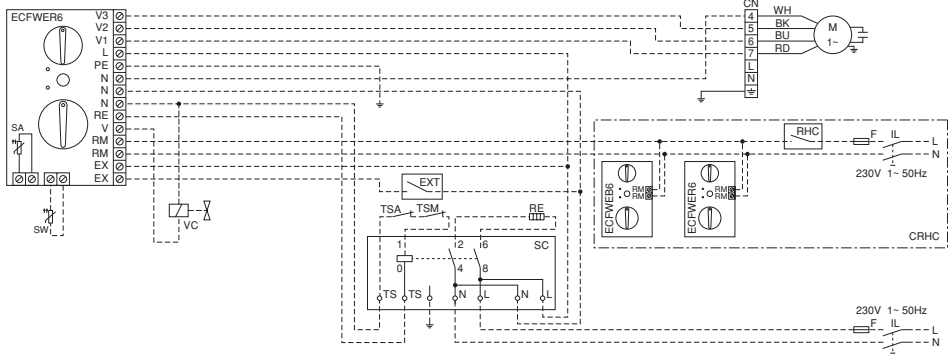 ECFWER6
V3
V2
V1
L
PE
N
N
N
RE
V
RM
RM
EX
EX
SA
SW
VC
CN
4
5
6
7
L
N
WH
BK
BU
RD
M
1~
EXT
TSA
TSM
RE
SC
1
0
2
4
6
8
TS
TS
N
L
N
L
ECFWEB6
RM
RM
ECFWER6
RM
RM
RHC
F
IL
L
N
230V 1~ 50Hz
CRHC
230V 1~ 50Hz
F
IL
L
N